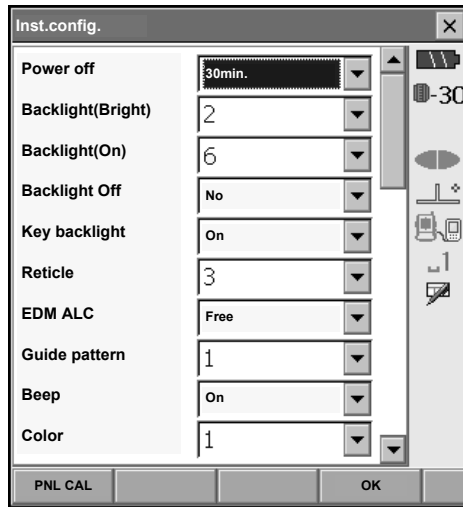 Inst.config.
Power off 30min.
Backlight(Bright) 2
Backlight(On) 6
Backlight Off No
Key backlight On
Reticle 3
EDM ALC Free
Guide pattern 1
Beep On
Color 1
-30
1
PNL CAL OK